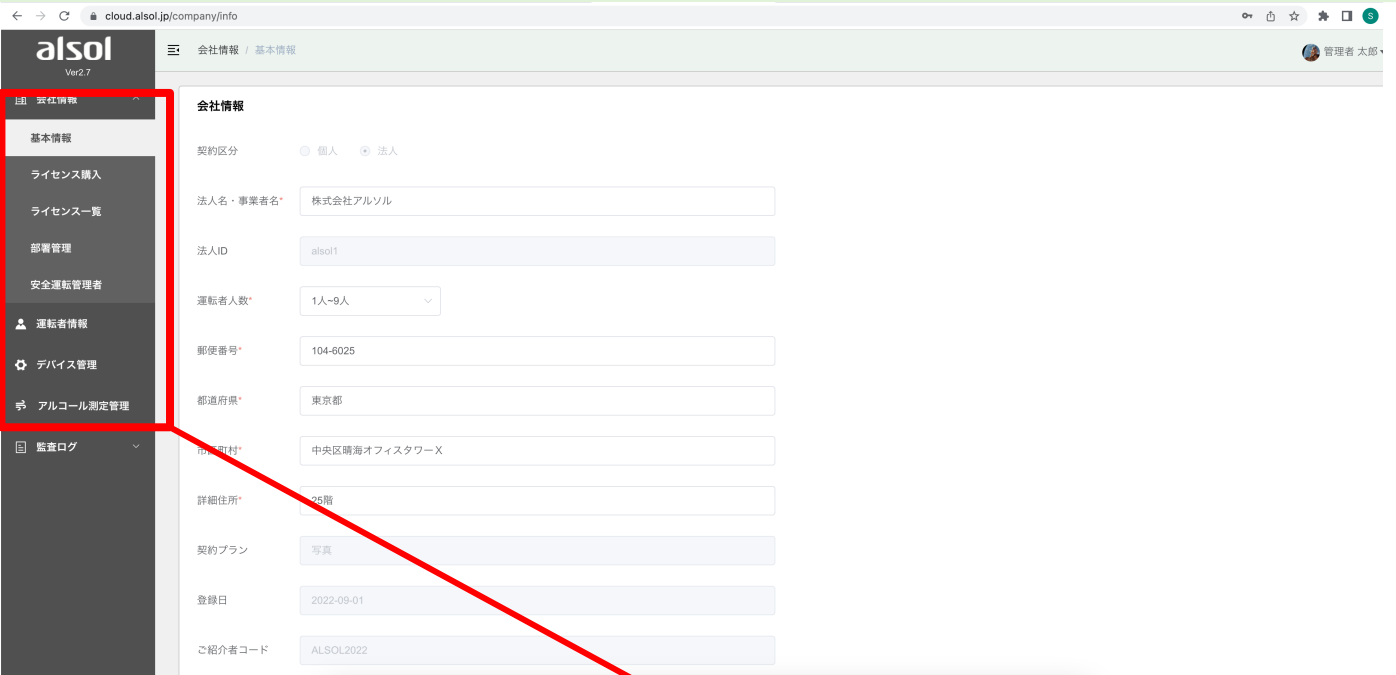 cloud.alsol.jp/company/info
S
alsol
Ver2.7
会社情報 / 基本情報
管理者 太郎
会社情報
基本情報
ライセンス購入
ライセンス一覧
部署管理
安全運転管理者
運転者情報
デバイス管理
アルコール測定管理
監査ログ
会社情報
契約区分 個人 法人
法人名・事業者名* 株式会社アルソル
法人ID alsol1
運転者人数* 1人~9人
郵便番号* 104-6025
都道府県* 東京都
市区町村* 中央区晴海オフィスタワーX
詳細住所* 25階
契約プラン 写真
登録日 2022-09-01
ご紹介者コード ALSOL2022